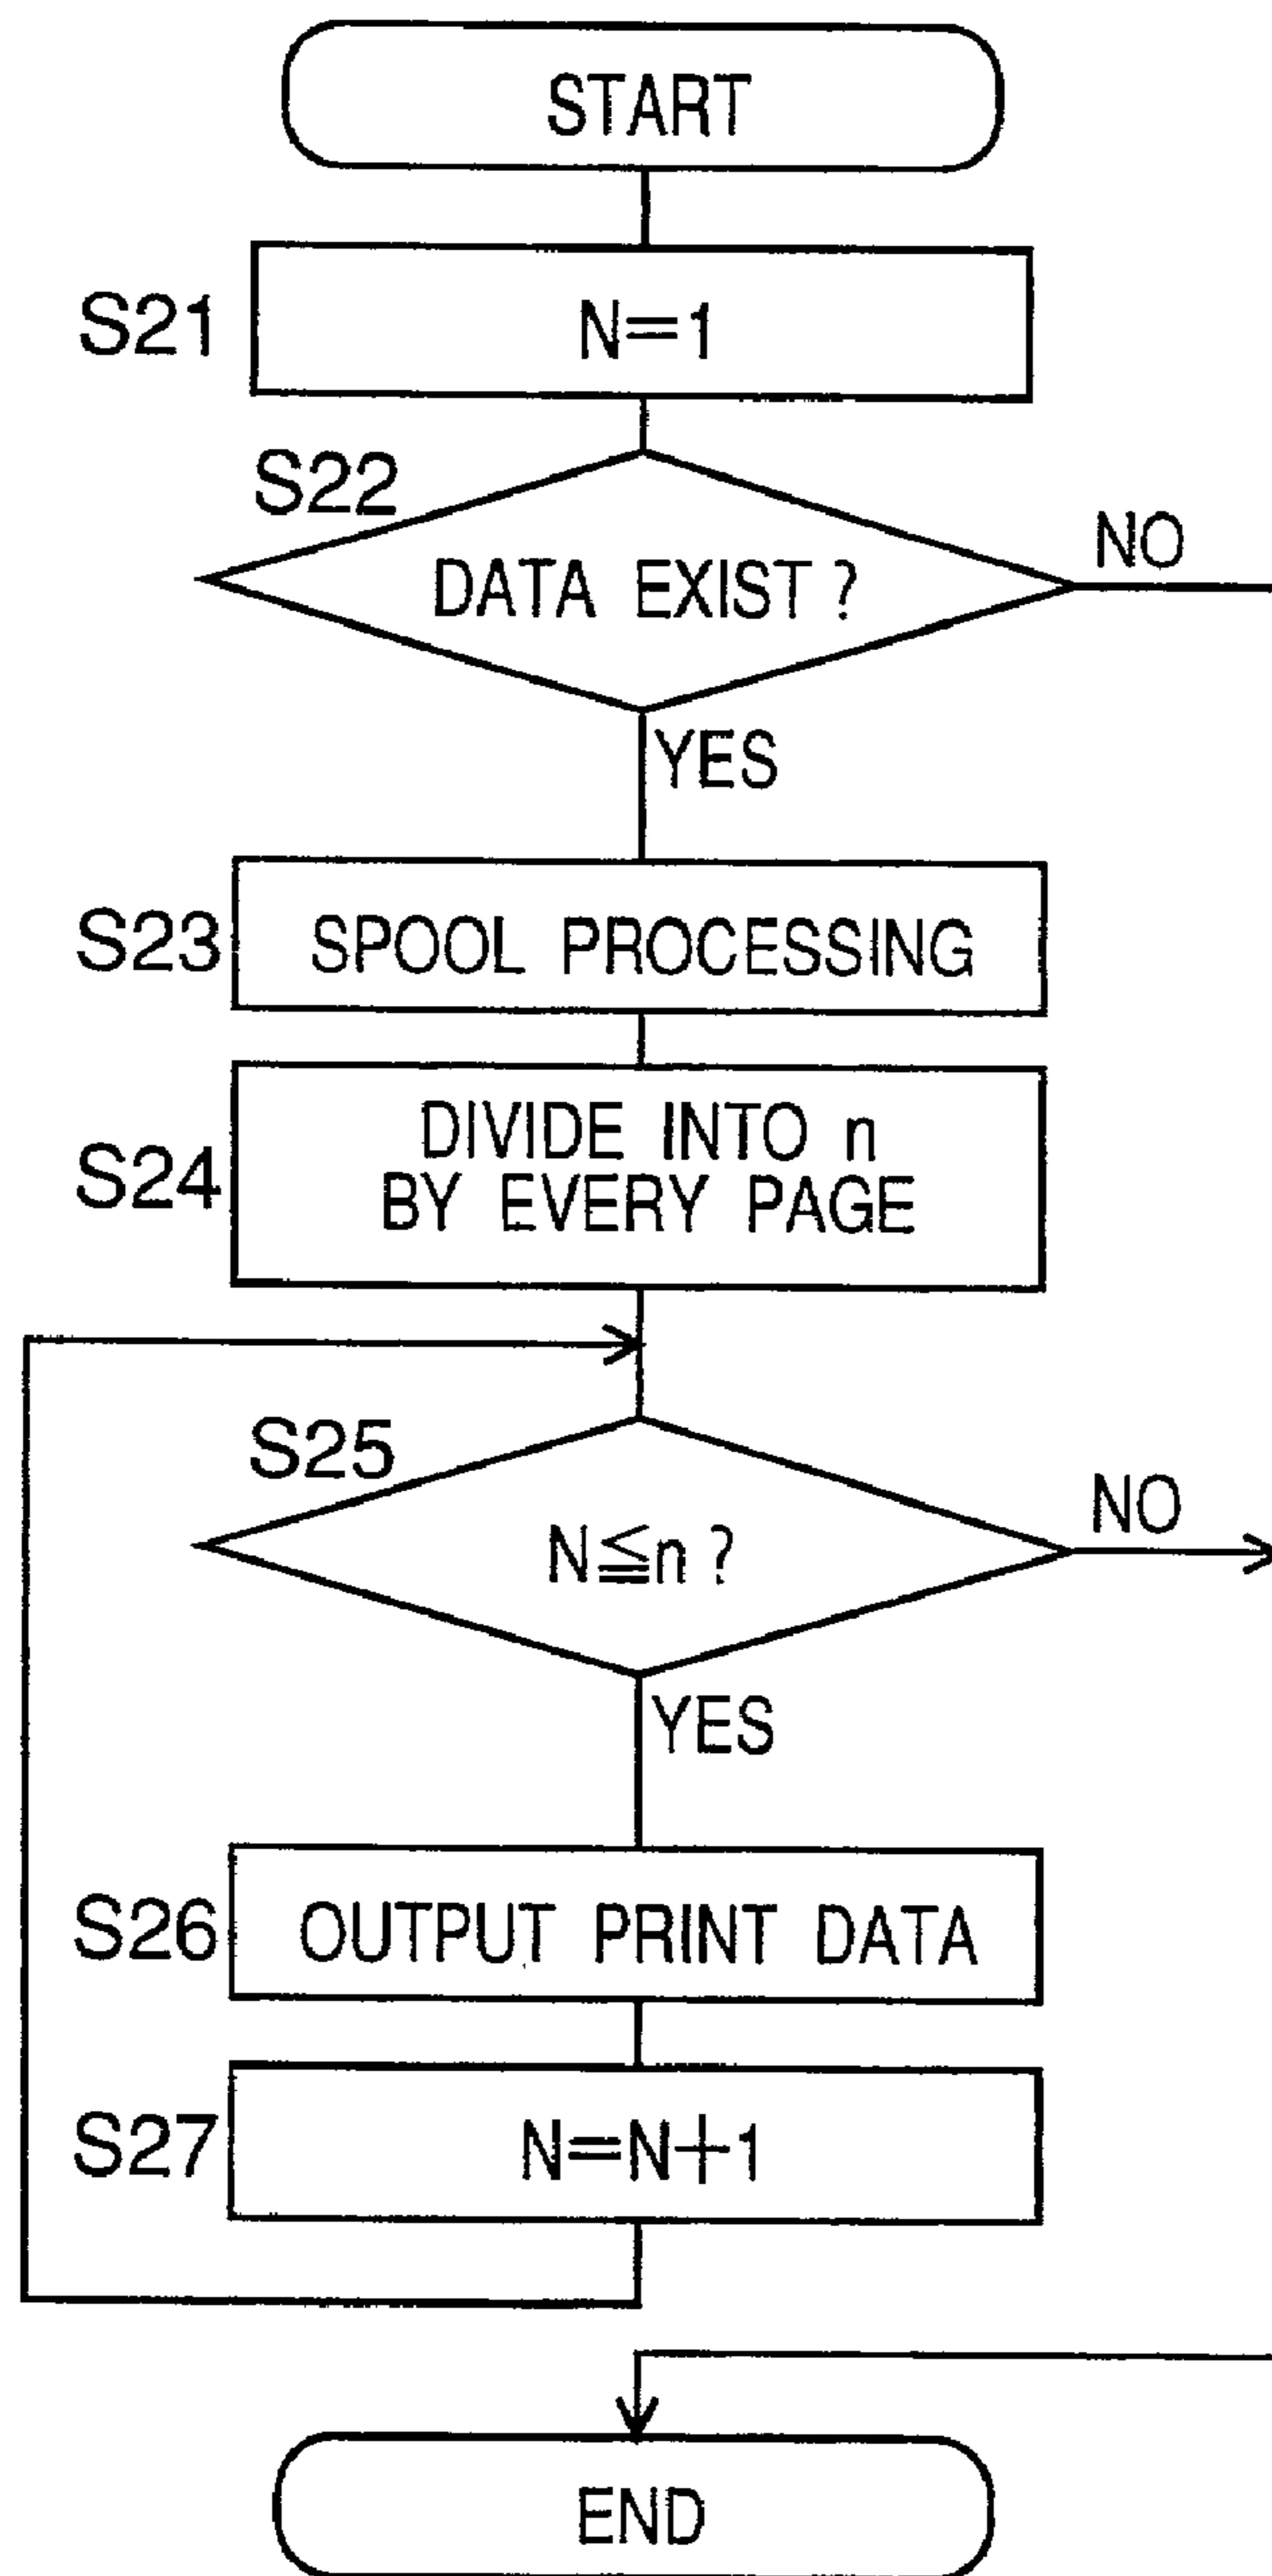 START
S21
N=1
S22
DATA EXIST ?
NO
YES
S23
SPOOL PROCESSING
S24
DIVIDE INTO n
BY EVERY PAGE
S25
N≦n ?
NO
YES
S26
OUTPUT PRINT DATA
S27
N=N+1
END